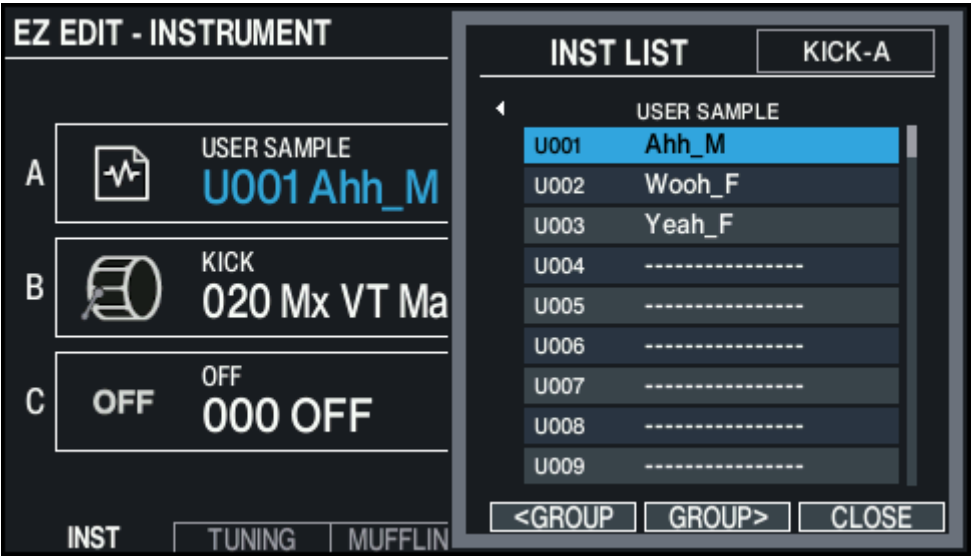 EZ EDIT - INSTRUMENT
A
USER SAMPLE
U001 Ahh_M
B
KICK
020 Mx VT Ma
C
OFF
OFF
000 OFF
INST
TUNING
MUFFLIN
INST LIST
KICK-A
USER SAMPLE
U001 Ahh_M
U002 Wooh_F
U003 Yeah_F
U004 ----------------
U005 ----------------
U006 ----------------
U007 ----------------
U008 ----------------
U009 ----------------
<GROUP
GROUP>
CLOSE